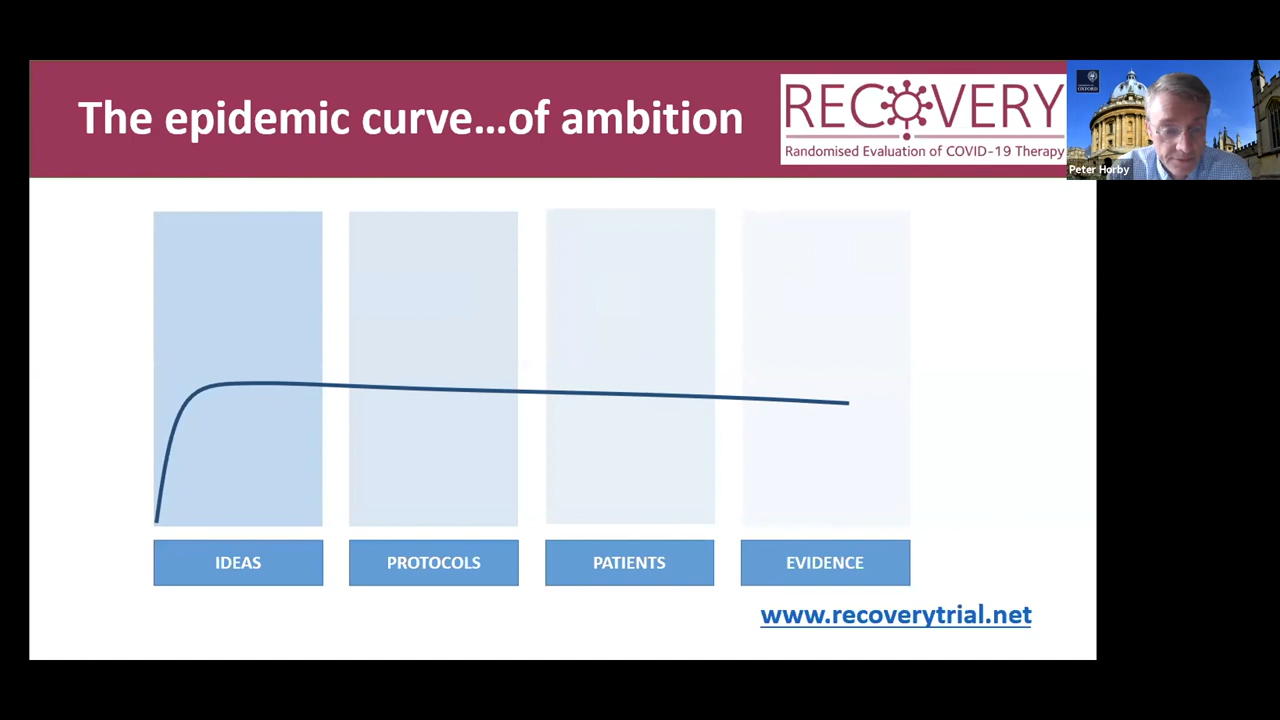 The epidemic curve...of ambition
RECOVERY
Randomised Evaluation of COVID-19 Therapy
OXFORD
Peter Horby
IDEAS
PROTOCOLS
PATIENTS
EVIDENCE
www.recoverytrial.net